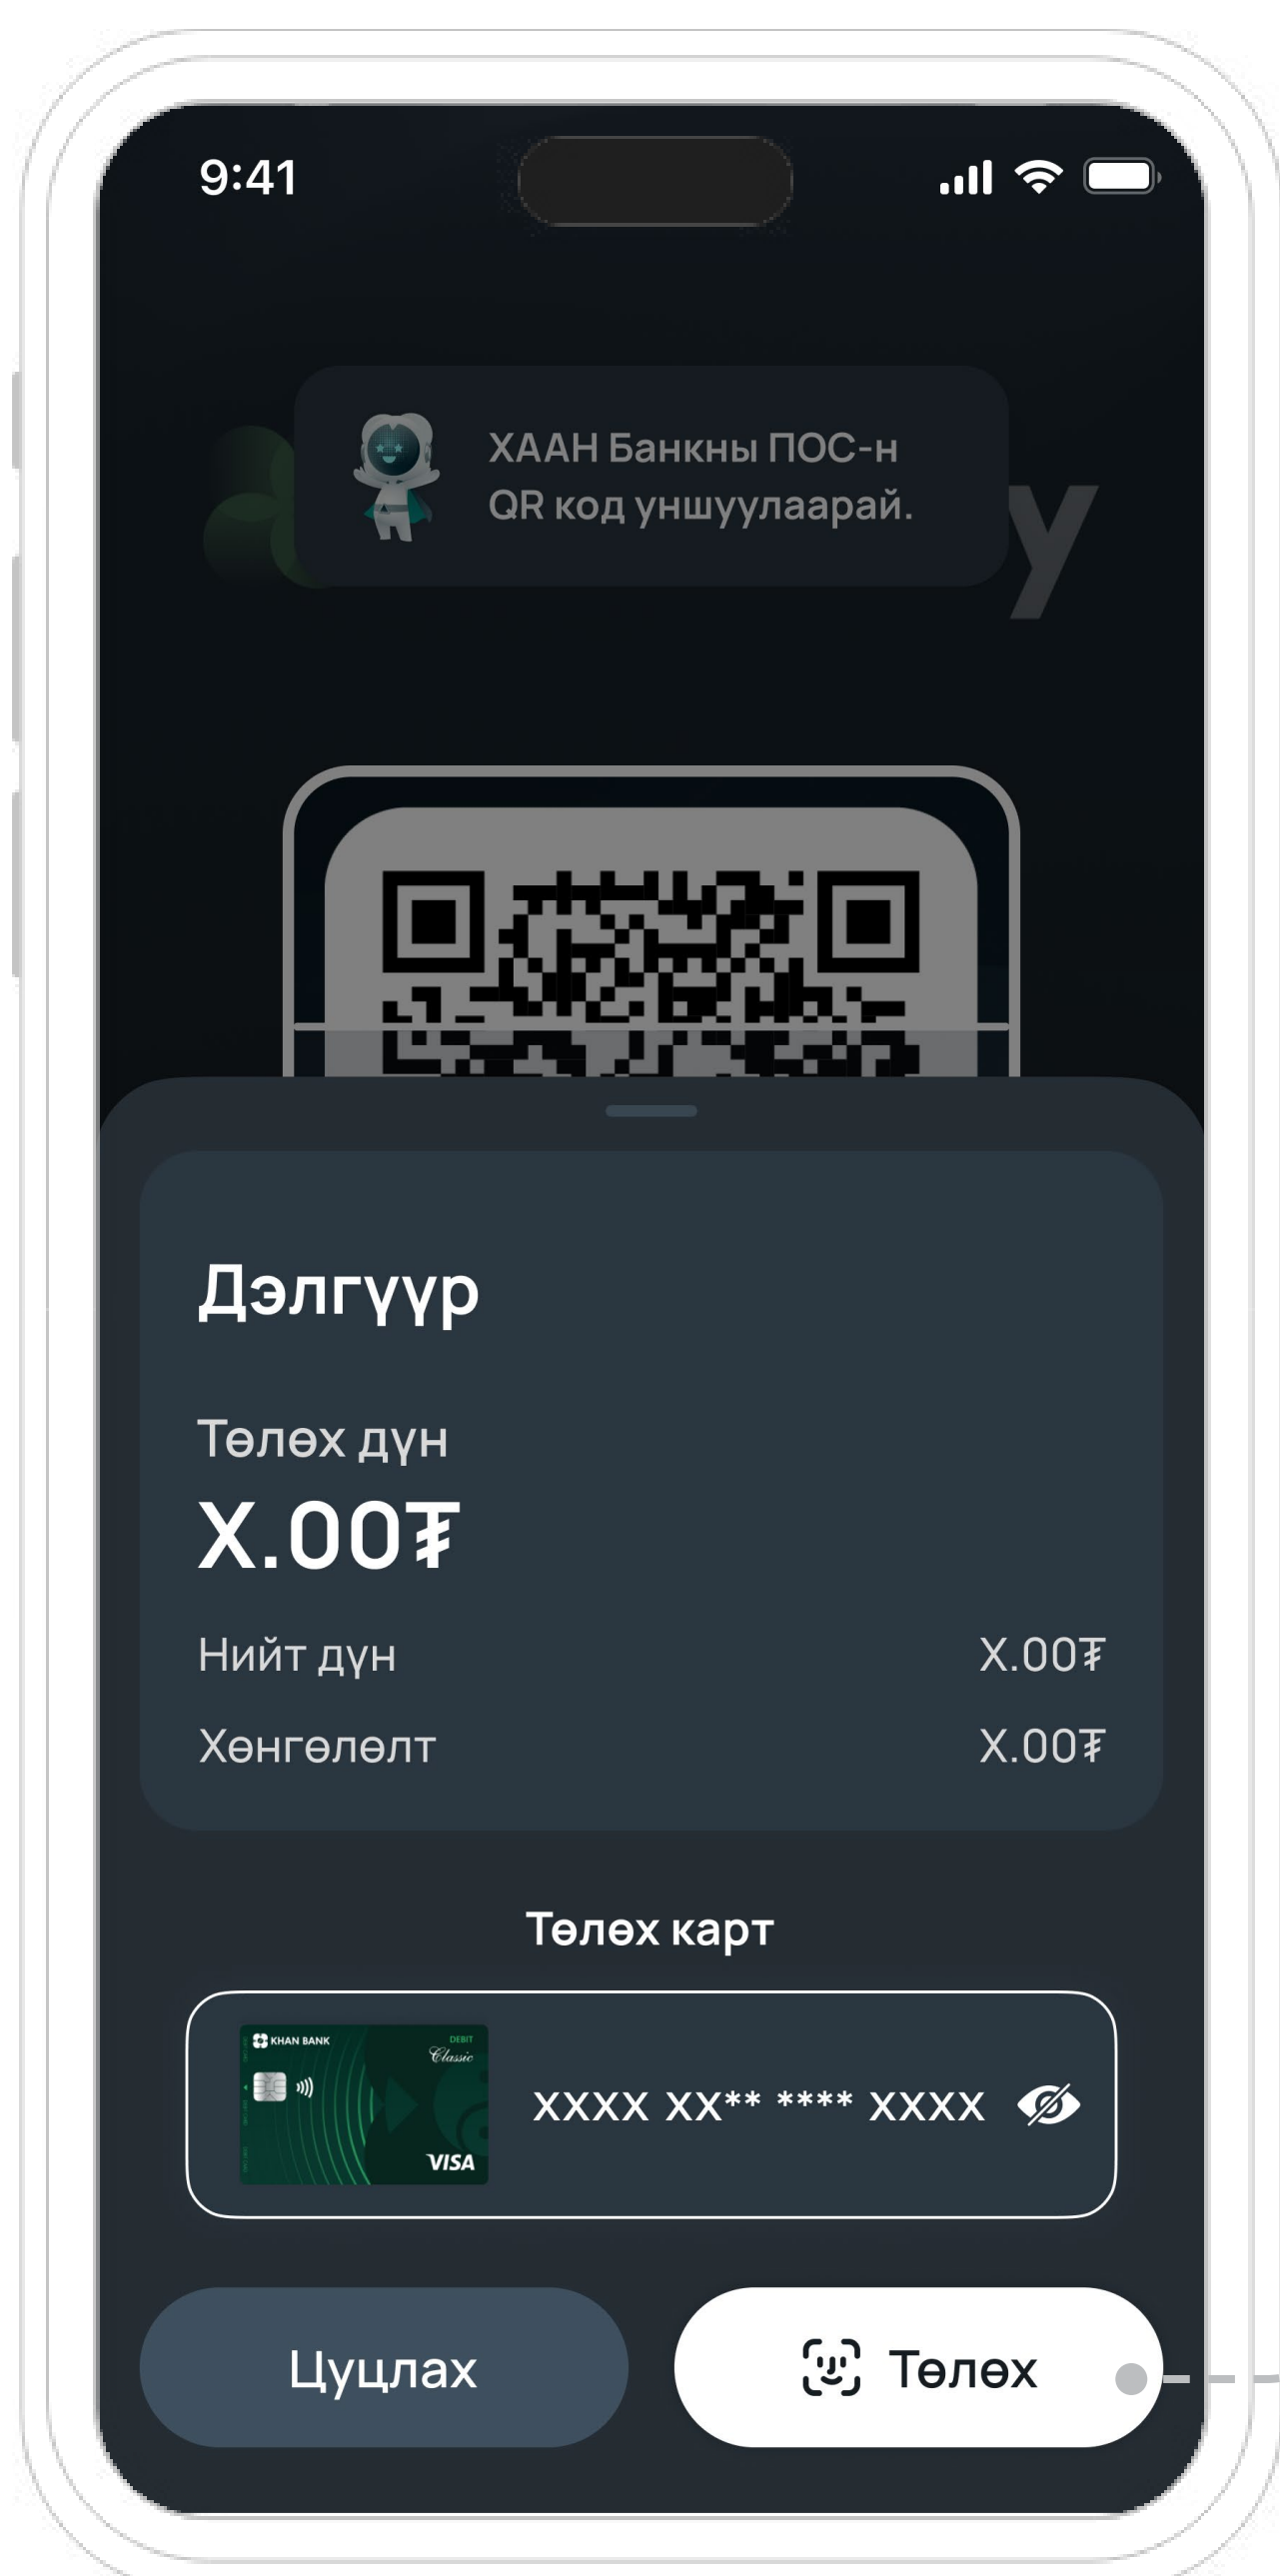 9:41
ХААН Банкны ПОС-н
QR код уншуулаарай.
y
Дэлгүүр
Төлөх дүн
X.00₮
Нийт дүн X.00₮
Хөнгөлөлт X.00₮
Төлөх карт
KHAN BANK
DEBIT
Classic
VISA
XXXX XX** **** XXXX
Цуцлах
Төлөх